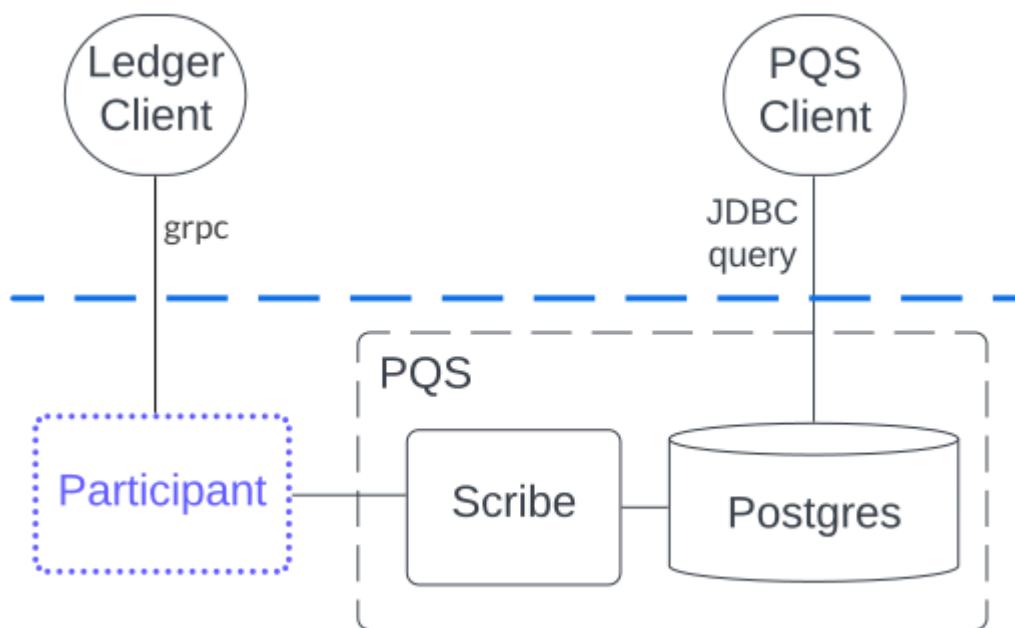 Ledger
Client
PQS
Client
grpc
JDBC
query
PQS
Participant
Scribe
Postgres